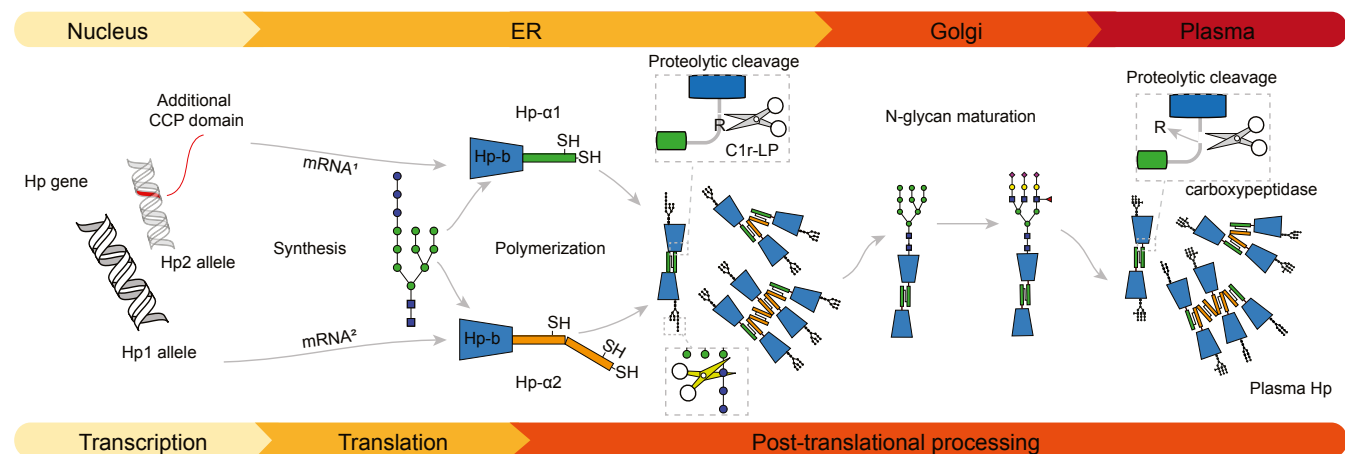 Nucleus
ER
Golgi
Plasma
Additional
CCP domain
Hp gene
Hp2 allele
Hp1 allele
mRNA¹
mRNA²
Synthesis
Hp-α1
SH
SH
Hp-b
Polymerization
SH
Hp-b
SH
SH
Hp-α2
Proteolytic cleavage
R
C1r-LP
N-glycan maturation
Proteolytic cleavage
R
carboxypeptidase
Plasma Hp
Transcription
Translation
Post-translational processing